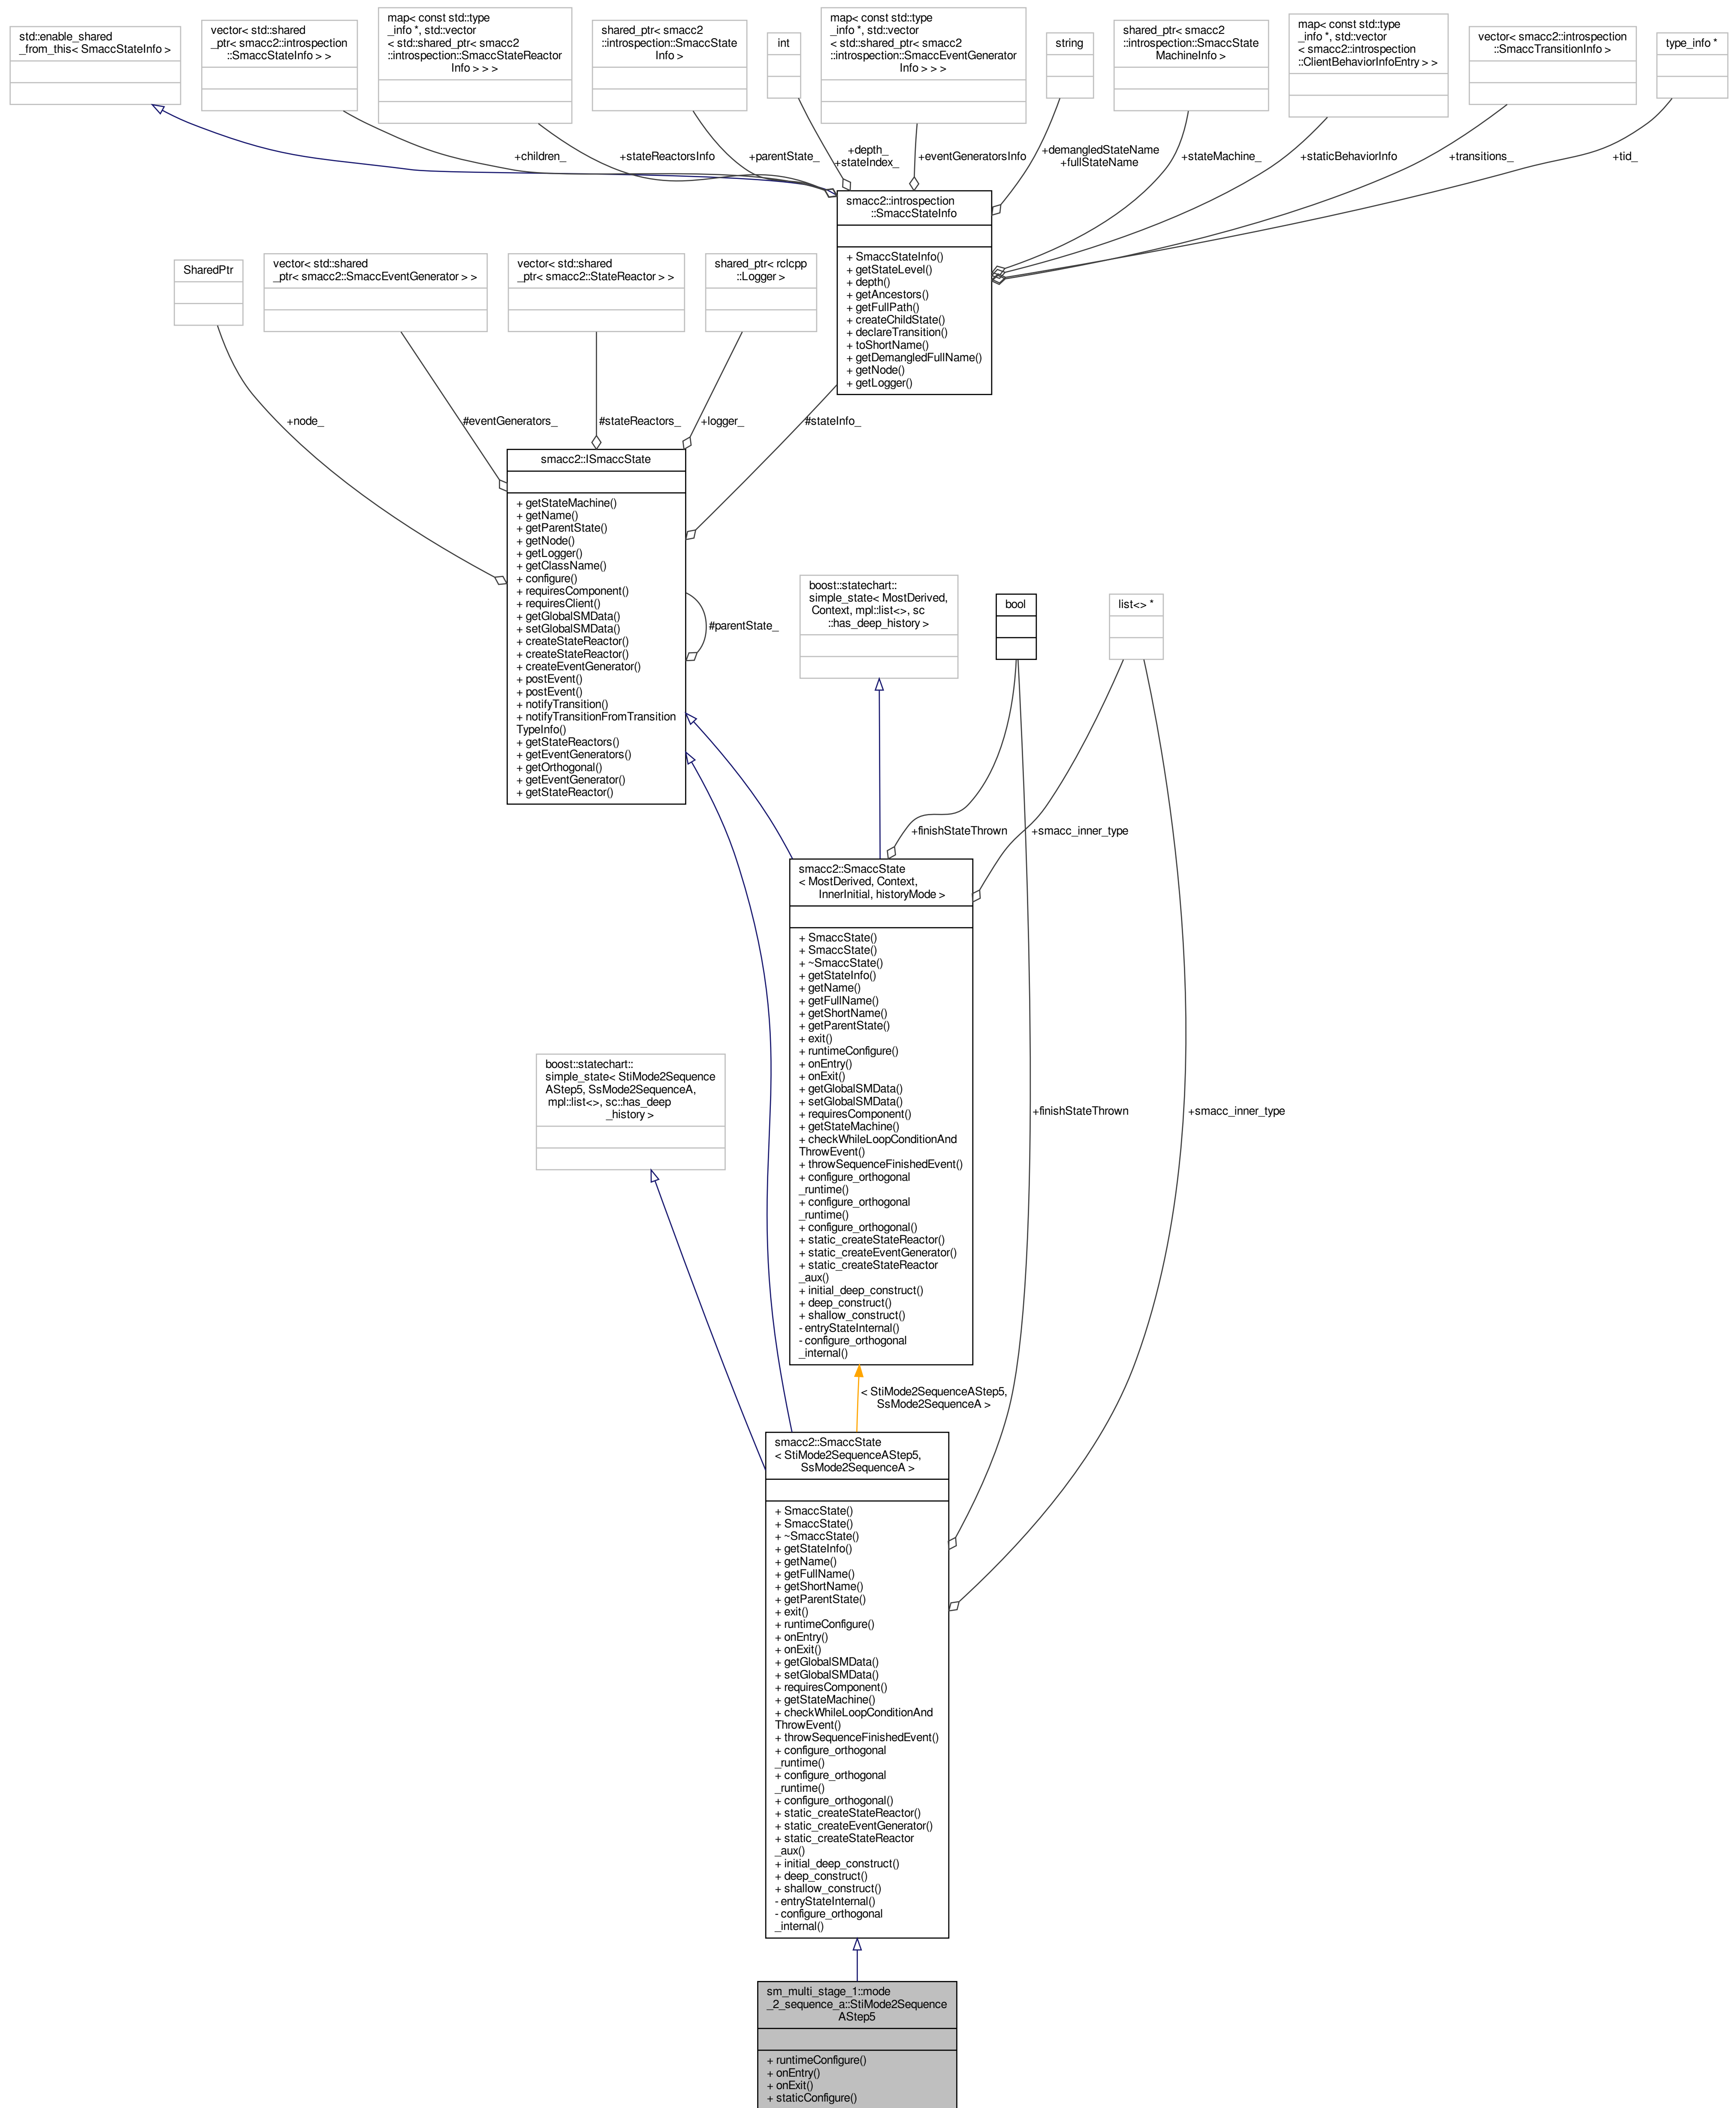 std::enable_shared
_from_this< SmaccStateInfo >
vector< std::shared
_ptr< smacc2::introspection
::SmaccStateInfo > >
map< const std::type
_info *, std::vector
< std::shared_ptr< smacc2
::introspection::SmaccStateReactor
Info > > >
shared_ptr< smacc2
::introspection::SmaccState
Info >
int
map< const std::type
_info *, std::vector
< std::shared_ptr< smacc2
::introspection::SmaccEventGenerator
Info > > >
string
shared_ptr< smacc2
::introspection::SmaccState
MachineInfo >
map< const std::type
_info *, std::vector
< smacc2::introspection
::ClientBehaviorInfoEntry > >
vector< smacc2::introspection
::SmaccTransitionInfo >
type_info *
+children_
+stateReactorsInfo
+parentState_
+depth_
+stateIndex_
+eventGeneratorsInfo
+demangledStateName
+fullStateName
+stateMachine_
+staticBehaviorInfo
+transitions_
+tid_
smacc2::introspection
::SmaccStateInfo
+ SmaccStateInfo()
+ getStateLevel()
+ depth()
+ getAncestors()
+ getFullPath()
+ createChildState()
+ declareTransition()
+ toShortName()
+ getDemangledFullName()
+ getNode()
+ getLogger()
SharedPtr
vector< std::shared
_ptr< smacc2::SmaccEventGenerator > >
vector< std::shared
_ptr< smacc2::StateReactor > >
shared_ptr< rclcpp
::Logger >
+node_
#eventGenerators_
#stateReactors_
+logger_
#stateInfo_
smacc2::ISmaccState
+ getStateMachine()
+ getName()
+ getParentState()
+ getNode()
+ getLogger()
+ getClassName()
+ configure()
+ requiresComponent()
+ requiresClient()
+ getGlobalSMData()
+ setGlobalSMData()
+ createStateReactor()
+ createStateReactor()
+ createEventGenerator()
+ postEvent()
+ postEvent()
+ notifyTransition()
+ notifyTransitionFromTransition
TypeInfo()
+ getStateReactors()
+ getEventGenerators()
+ getOrthogonal()
+ getEventGenerator()
+ getStateReactor()
#parentState_
boost::statechart::
simple_state< MostDerived,
Context, mpl::list<>, sc
::has_deep_history >
bool
list<> *
+finishStateThrown
+smacc_inner_type
smacc2::SmaccState
< MostDerived, Context,
InnerInitial, historyMode >
+ SmaccState()
+ SmaccState()
+ ~SmaccState()
+ getStateInfo()
+ getName()
+ getFullName()
+ getShortName()
+ getParentState()
+ exit()
+ runtimeConfigure()
+ onEntry()
+ onExit()
+ getGlobalSMData()
+ setGlobalSMData()
+ requiresComponent()
+ getStateMachine()
+ checkWhileLoopConditionAnd
ThrowEvent()
+ throwSequenceFinishedEvent()
+ configure_orthogonal
_runtime()
+ configure_orthogonal
_runtime()
+ configure_orthogonal()
+ static_createStateReactor()
+ static_createEventGenerator()
+ static_createStateReactor
_aux()
+ initial_deep_construct()
+ deep_construct()
+ shallow_construct()
- entryStateInternal()
- configure_orthogonal
_internal()
boost::statechart::
simple_state< StiMode2Sequence
AStep5, SsMode2SequenceA,
mpl::list<>, sc::has_deep
_history >
+finishStateThrown
+smacc_inner_type
< StiMode2SequenceAStep5,
SsMode2SequenceA >
smacc2::SmaccState
< StiMode2SequenceAStep5,
SsMode2SequenceA >
+ SmaccState()
+ SmaccState()
+ ~SmaccState()
+ getStateInfo()
+ getName()
+ getFullName()
+ getShortName()
+ getParentState()
+ exit()
+ runtimeConfigure()
+ onEntry()
+ onExit()
+ getGlobalSMData()
+ setGlobalSMData()
+ requiresComponent()
+ getStateMachine()
+ checkWhileLoopConditionAnd
ThrowEvent()
+ throwSequenceFinishedEvent()
+ configure_orthogonal
_runtime()
+ configure_orthogonal
_runtime()
+ configure_orthogonal()
+ static_createStateReactor()
+ static_createEventGenerator()
+ static_createStateReactor
_aux()
+ initial_deep_construct()
+ deep_construct()
+ shallow_construct()
- entryStateInternal()
- configure_orthogonal
_internal()
sm_multi_stage_1::mode
_2_sequence_a::StiMode2Sequence
AStep5
+ runtimeConfigure()
+ onEntry()
+ onExit()
+ staticConfigure()